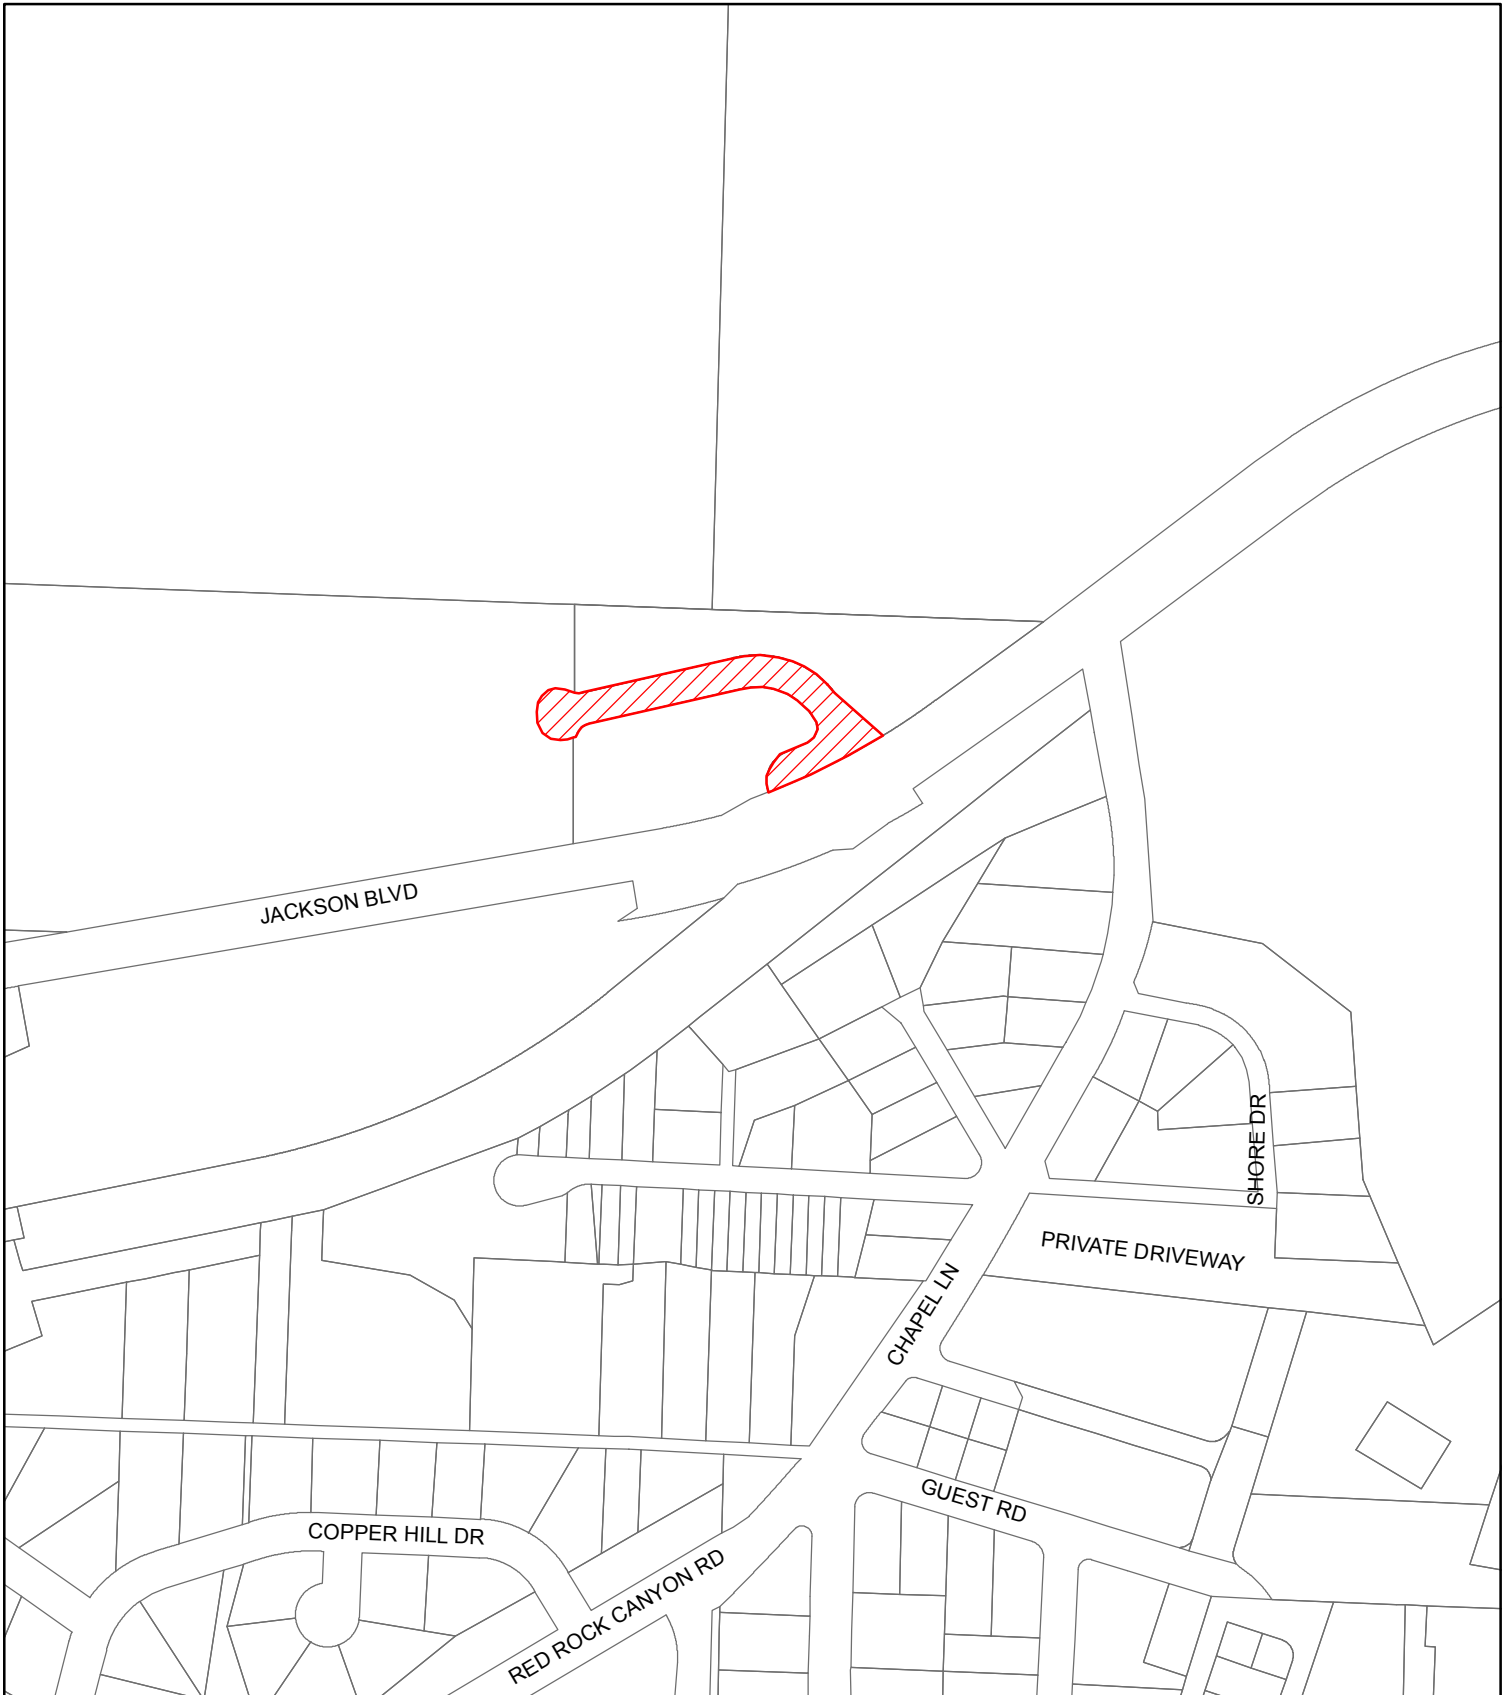 JACKSON BLVD
SHORE DR
PRIVATE DRIVEWAY
CHAPEL LN
GUEST RD
COPPER HILL DR
RED ROCK CANYON RD